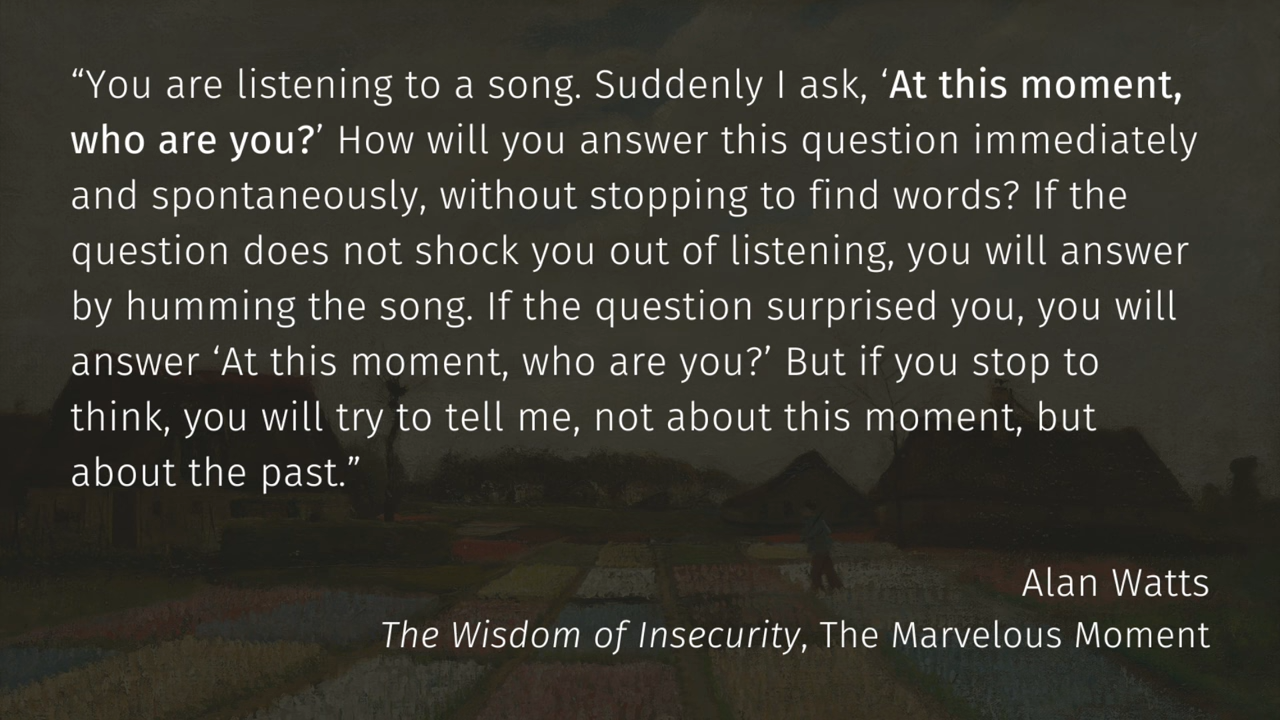 “You are listening to a song. Suddenly I ask, ‘At this moment,
who are you?’ How will you answer this question immediately
and spontaneously, without stopping to find words? If the
question does not shock you out of listening, you will answer
by humming the song. If the question surprised you, you will
answer ‘At this moment, who are you?’ But if you stop to
think, you will try to tell me, not about this moment, but
about the past.”
Alan Watts
The Wisdom of Insecurity, The Marvelous Moment